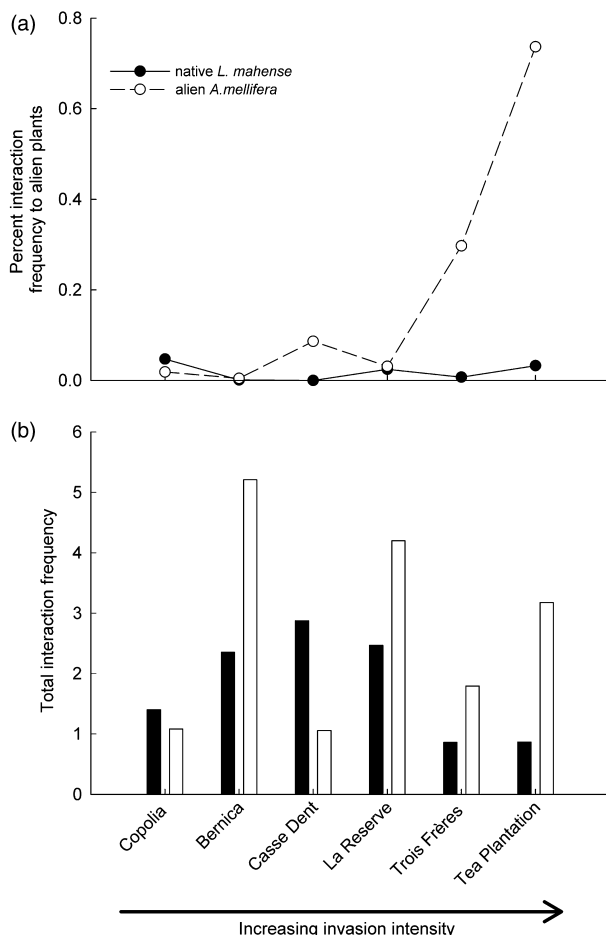 (a)
0.8
0.6
0.4
0.2
0.0
Percent interaction
frequency to alien plants
native L. mahense
alien A.mellifera
(b)
6
5
4
3
2
1
0
Total interaction frequency
Copolia
Bernica
Casse Dent
La Reserve
Trois Frères
Tea Plantation
Increasing invasion intensity